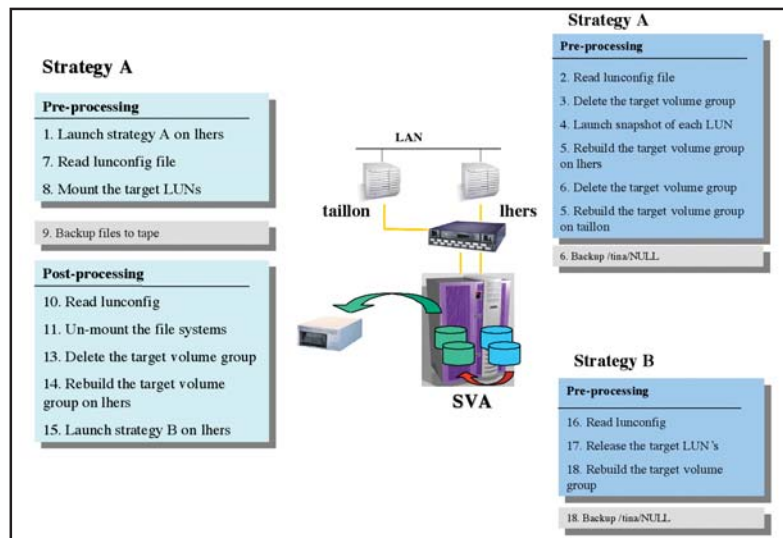 Strategy A
Pre-processing
1. Launch strategy A on lhers
7. Read lunconfig file
8. Mount the target LUNs
9. Backup files to tape
Post-processing
10. Read lunconfig
11. Un-mount the file systems
13. Delete the target volume group
14. Rebuild the target volume
group on lhers
15. Launch strategy B on lhers
LAN
taillon
lhers
SVA
Strategy A
Pre-processing
2. Read lunconfig file
3. Delete the target volume group
4. Launch snapshot of each LUN
5. Rebuild the target volume group
on lhers
6. Delete the target volume group
5. Rebuild the target volume group
on taillon
6. Backup /tina/NULL
Strategy B
Pre-processing
16. Read lunconfig
17. Release the target LUN's
18. Rebuild the target volume
group
18. Backup /tina/NULL